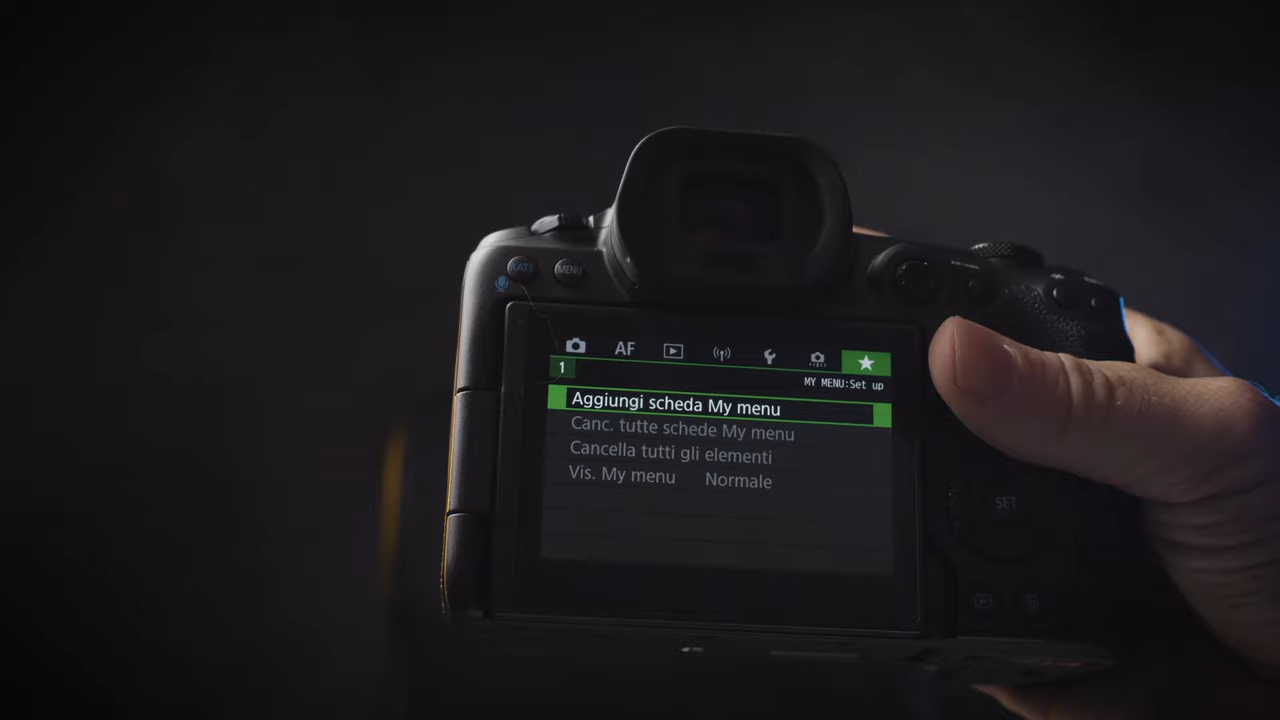 RATE MENU
AF
1
MY MENU:Set up
Aggiungi scheda My menu
Canc. tutte schede My menu
Cancella tutti gli elementi
Vis. My menu Normale
SET